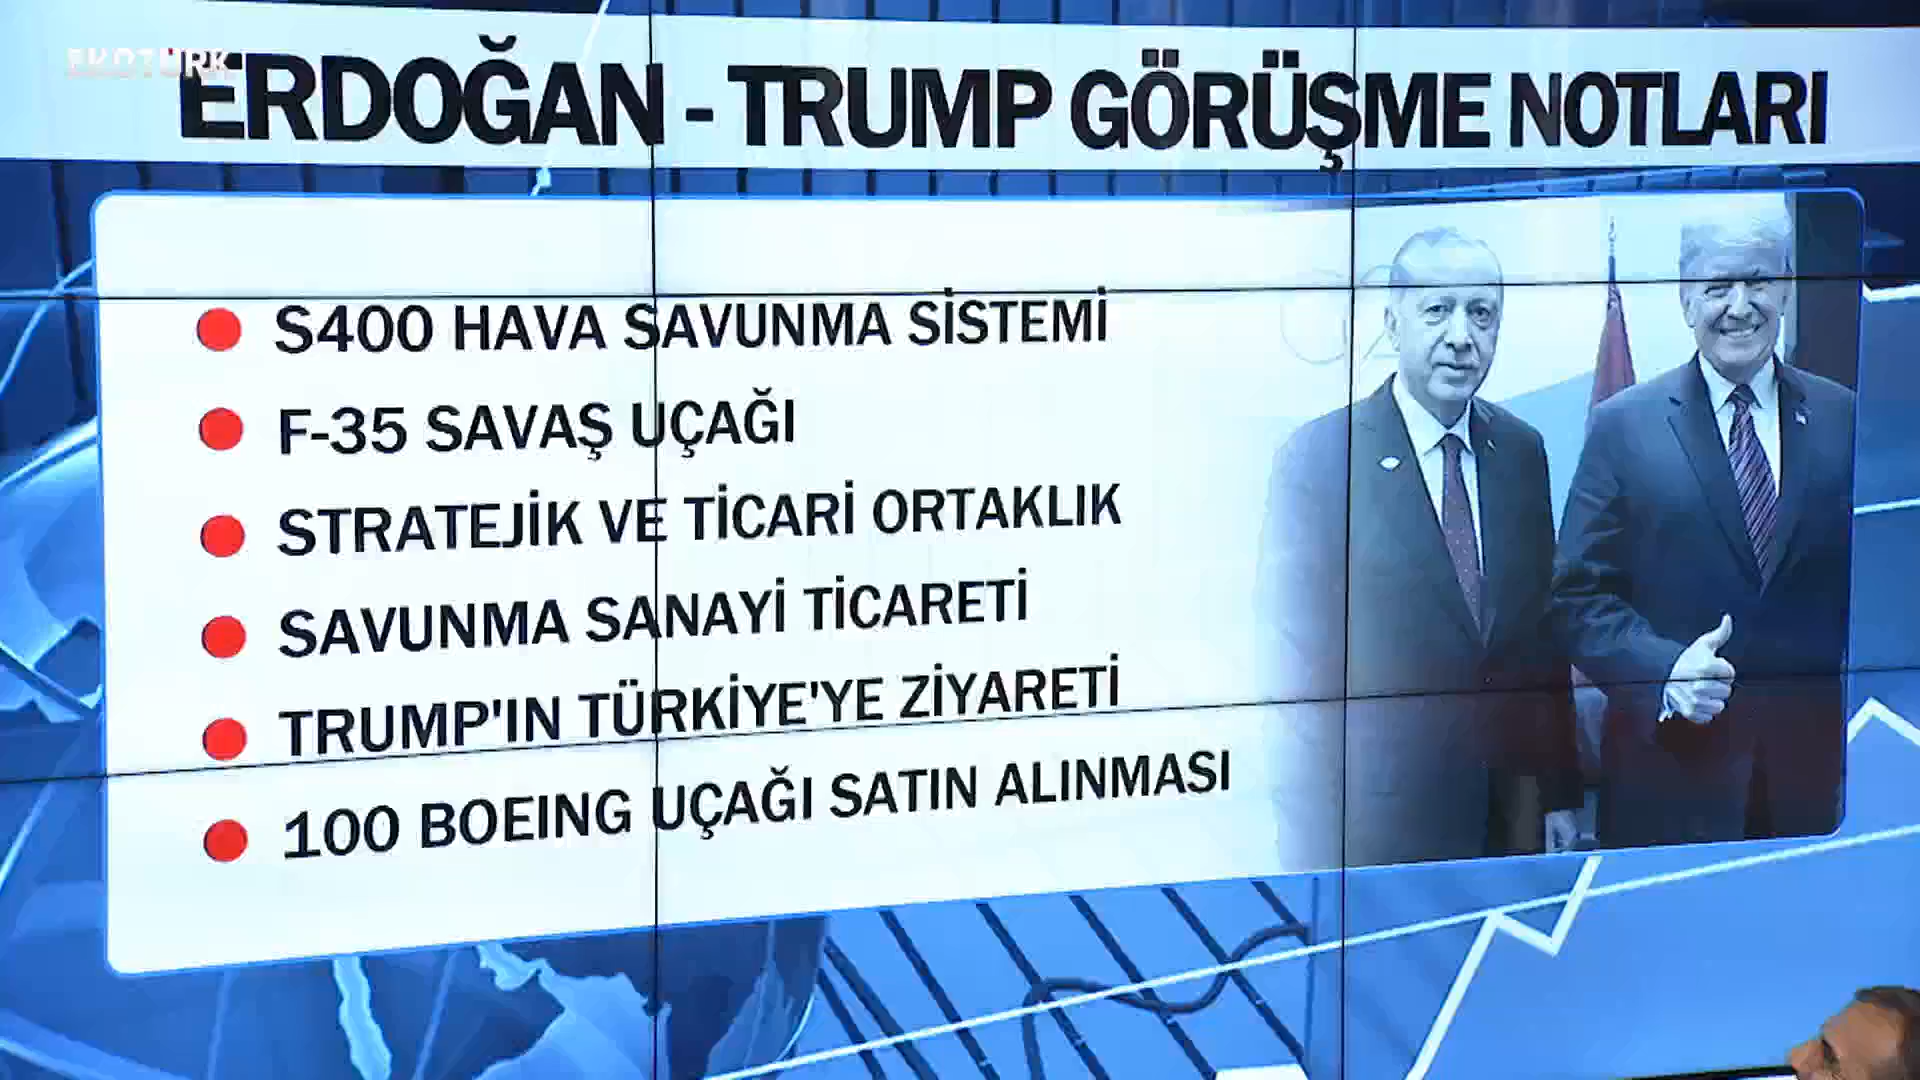 EKOTÜRK
ERDOĞAN - TRUMP GÖRÜŞME NOTLARI
S400 HAVA SAVUNMA SİSTEMİ
F-35 SAVAŞ UÇAĞI
STRATEJİK VE TİCARİ ORTAKLIK
SAVUNMA SANAYİ TİCARETİ
TRUMP'IN TÜRKİYE'YE ZİYARETİ
100 BOEING UÇAĞI SATIN ALINMASI